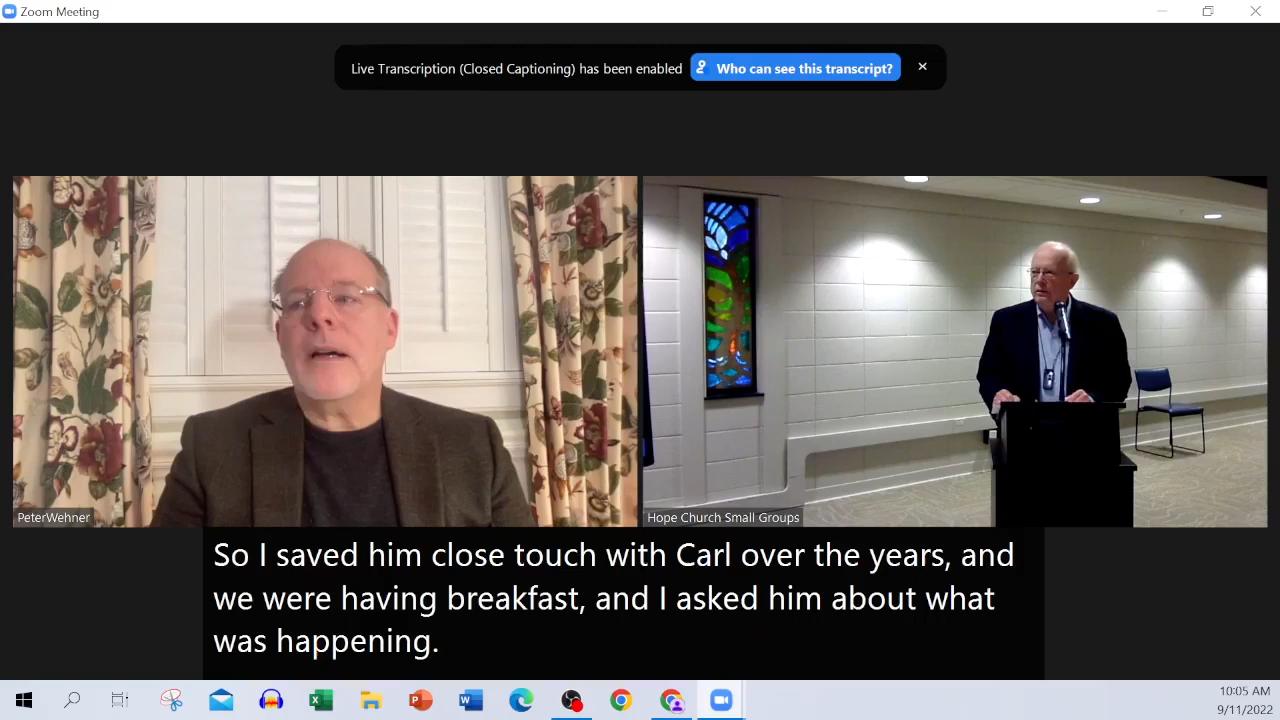 Zoom Meeting
Live Transcription (Closed Captioning) has been enabled
Who can see this transcript?
PeterWehner
Hope Church Small Groups
So I saved him close touch with Carl over the years, and
we were having breakfast, and I asked him about what
was happening.
10:05 AM
9/11/2022